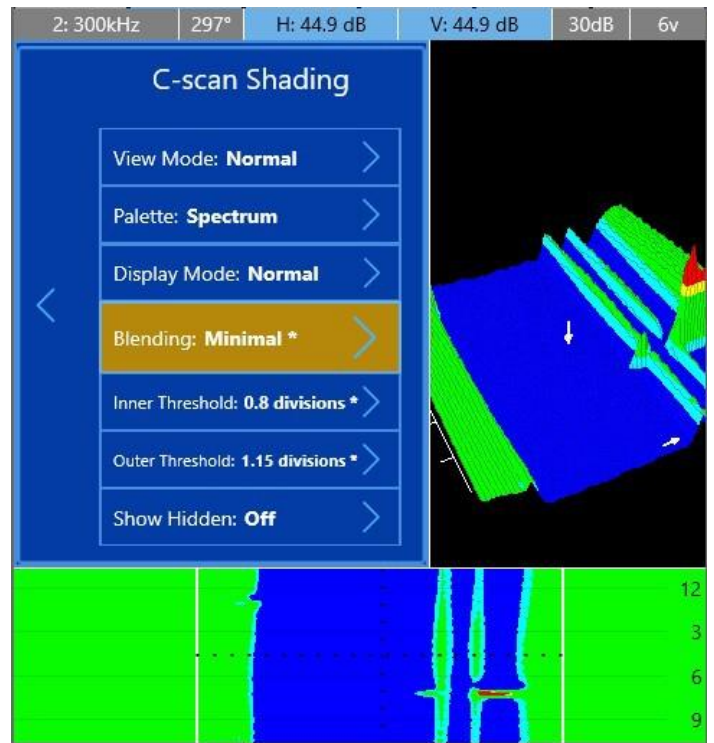 2: 300kHz 297° H: 44.9 dB V: 44.9 dB 30dB 6v
C-scan Shading
View Mode: Normal
Palette: Spectrum
Display Mode: Normal
Blending: Minimal *
Inner Threshold: 0.8 divisions *
Outer Threshold: 1.15 divisions *
Show Hidden: Off
12
3
6
9